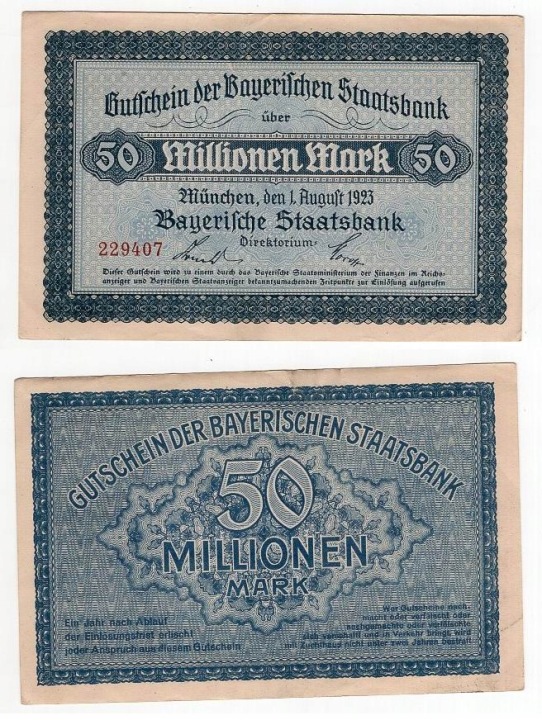 Gutschein der Bayerischen Staatsbank
über
50 Millionen Mark 50
München, den 1. August 1923
Bayerische Staatsbank
229407 Direktorium:
Dieser Gutschein wird zu einem durch das Bayerische Staatsministerium der Finanzen im Reichs-
anzeiger und Bayerischen Staatsanzeiger bekanntzumachenden Zeitpunkte zur Einlösung aufgerufen
GUTSCHEIN DER BAYERISCHEN STAATSBANK
50
MILLIONEN
MARK
Ein Jahr nach Ablauf
der Einlösungsfrist erlischt
jeder Anspruch aus diesem Gutschein
Wer Gutscheine nach-
macht oder verfälscht oder
nachgemachte oder verfälschte
sich verschafft und in Verkehr bringt, wird
mit Zuchthaus nicht unter zwei Jahren bestraft